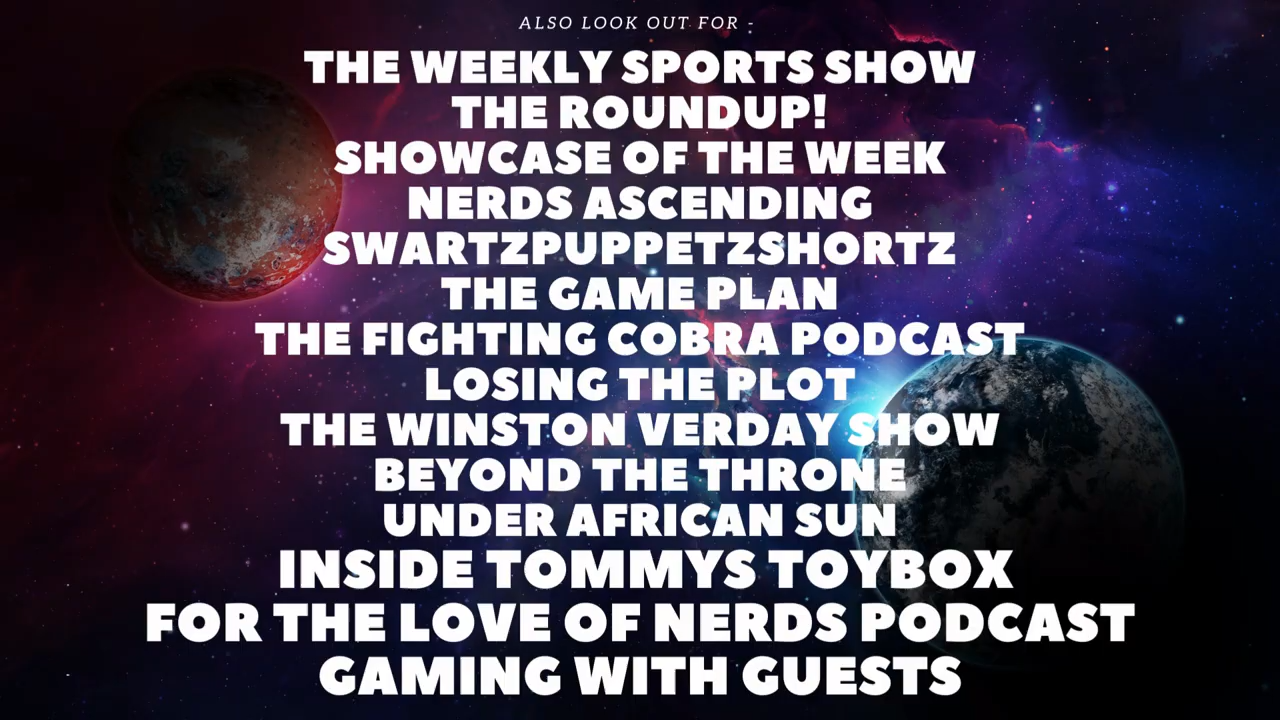 ALSO LOOK OUT FOR -
THE WEEKLY SPORTS SHOW
THE ROUNDUP!
SHOWCASE OF THE WEEK
NERDS ASCENDING
SWARTZPUPPETZSHORTZ
THE GAME PLAN
THE FIGHTING COBRA PODCAST
LOSING THE PLOT
THE WINSTON VERDAY SHOW
BEYOND THE THRONE
UNDER AFRICAN SUN
INSIDE TOMMYS TOYBOX
FOR THE LOVE OF NERDS PODCAST
GAMING WITH GUESTS